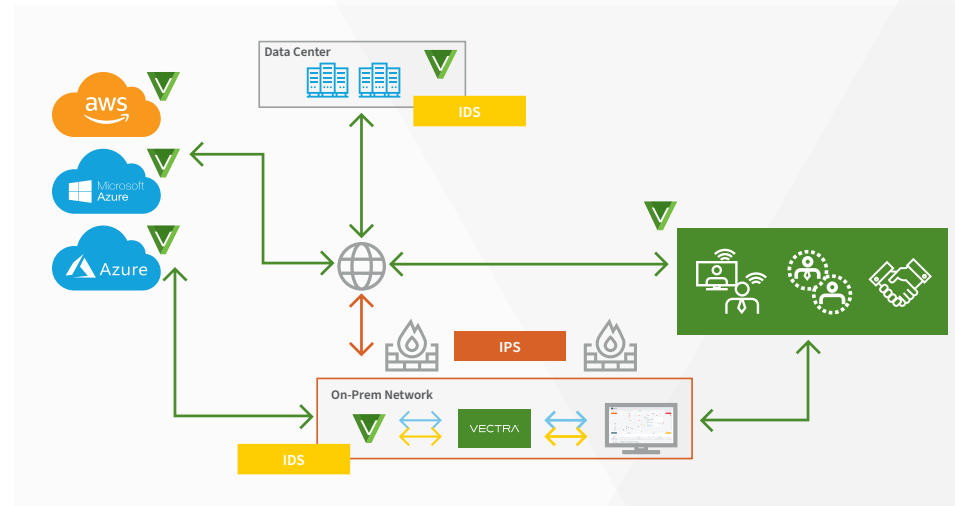 Data Center
IDS
aws
Microsoft
Azure
Azure
IPS
On-Prem Network
VECTRA
IDS